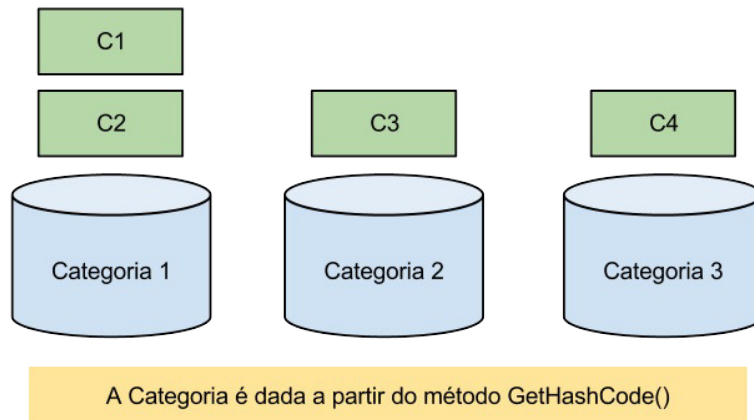 C1
C2
C3
C4
Categoria 1
Categoria 2
Categoria 3
A Categoria é dada a partir do método GetHashCode()